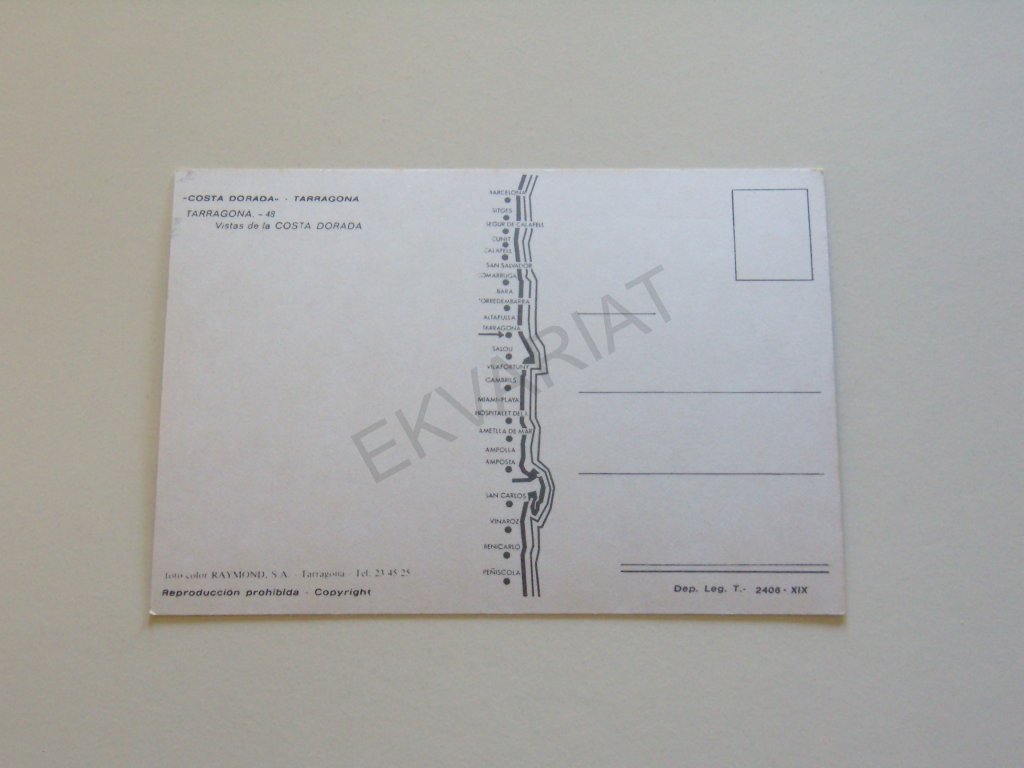 «COSTA DORADA» - TARRAGONA
TARRAGONA. - 48
Vistas de la COSTA DORADA
BARCELONA
SITGES
SEGUR DE CALAFELL
CUNIT
CALAFELL
SAN SALVADOR
COMARRUGA
BARA
TORREDEMBARRA
ALTAFULLA
TARRAGONA
SALOU
VILAFORTUNY
CAMBRILS
MIAMI-PLAYA
HOSPITALET DEL I.
AMETLLA DE MAR
AMPOLLA
AMPOSTA
SAN CARLOS
VINAROZ
BENICARLO
PEÑISCOLA
EKVARIAT
foto color RAYMOND, S.A. - Tarragona - Tel. 23 45 25
Reproducción prohibida - Copyright
Dep. Leg. T.- 2406 - XIX